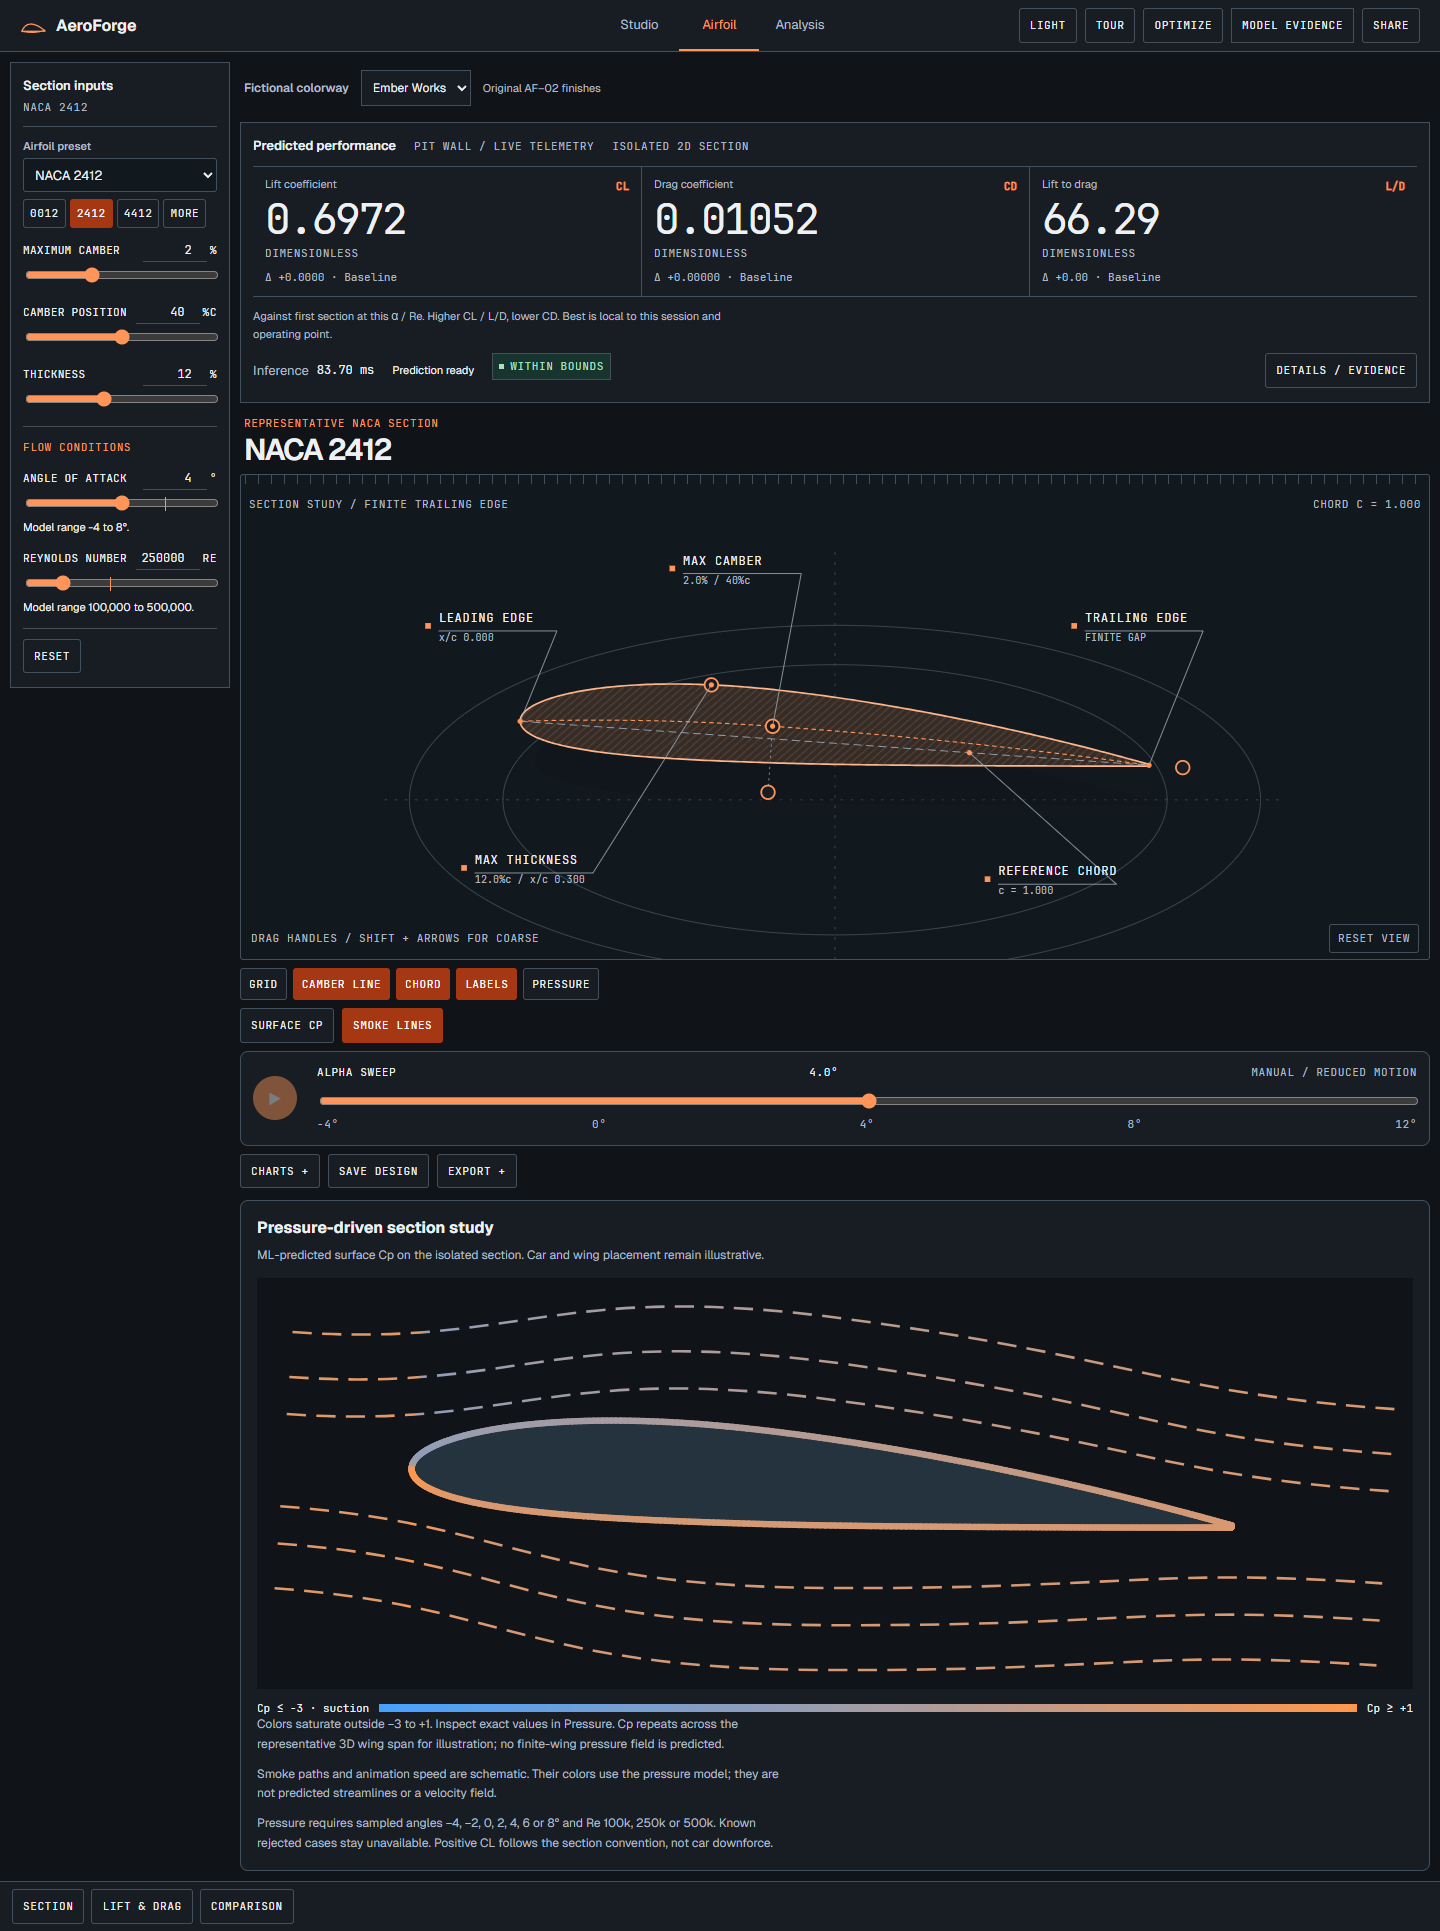 AeroForge
Studio
Airfoil
Analysis
LIGHT
TOUR
OPTIMIZE
MODEL EVIDENCE
SHARE
Section inputs
NACA 2412
Airfoil preset
NACA 2412
0012
2412
4412
MORE
MAXIMUM CAMBER 2 %
CAMBER POSITION 40 %C
THICKNESS 12 %
FLOW CONDITIONS
ANGLE OF ATTACK 4 °
Model range -4 to 8°.
REYNOLDS NUMBER 250000 RE
Model range 100,000 to 500,000.
RESET
Fictional colorway
Ember Works
Original AF–02 finishes
Predicted performance PIT WALL / LIVE TELEMETRY ISOLATED 2D SECTION
Lift coefficient CL
0.6972
DIMENSIONLESS
Δ +0.0000 · Baseline
Drag coefficient CD
0.01052
DIMENSIONLESS
Δ +0.00000 · Baseline
Lift to drag L/D
66.29
DIMENSIONLESS
Δ +0.00 · Baseline
Against first section at this α / Re. Higher CL / L/D, lower CD. Best is local to this session and
operating point.
Inference 83.70 ms Prediction ready WITHIN BOUNDS
DETAILS / EVIDENCE
REPRESENTATIVE NACA SECTION
NACA 2412
SECTION STUDY / FINITE TRAILING EDGE
CHORD C = 1.000
MAX CAMBER
2.0% / 40%c
LEADING EDGE
x/c 0.000
TRAILING EDGE
FINITE GAP
MAX THICKNESS
12.0%c / x/c 0.300
REFERENCE CHORD
c = 1.000
DRAG HANDLES / SHIFT + ARROWS FOR COARSE
RESET VIEW
GRID
CAMBER LINE
CHORD
LABELS
PRESSURE
SURFACE CP
SMOKE LINES
ALPHA SWEEP
4.0°
MANUAL / REDUCED MOTION
-4° 0° 4° 8° 12°
CHARTS +
SAVE DESIGN
EXPORT +
Pressure-driven section study
ML-predicted surface Cp on the isolated section. Car and wing placement remain illustrative.
Cp ≤ -3 · suction
Cp ≥ +1
Colors saturate outside −3 to +1. Inspect exact values in Pressure. Cp repeats across the
representative 3D wing span for illustration; no finite-wing pressure field is predicted.
Smoke paths and animation speed are schematic. Their colors use the pressure model; they are
not predicted streamlines or a velocity field.
Pressure requires sampled angles −4, −2, 0, 2, 4, 6 or 8° and Re 100k, 250k or 500k. Known
rejected cases stay unavailable. Positive CL follows the section convention, not car downforce.
SECTION
LIFT & DRAG
COMPARISON